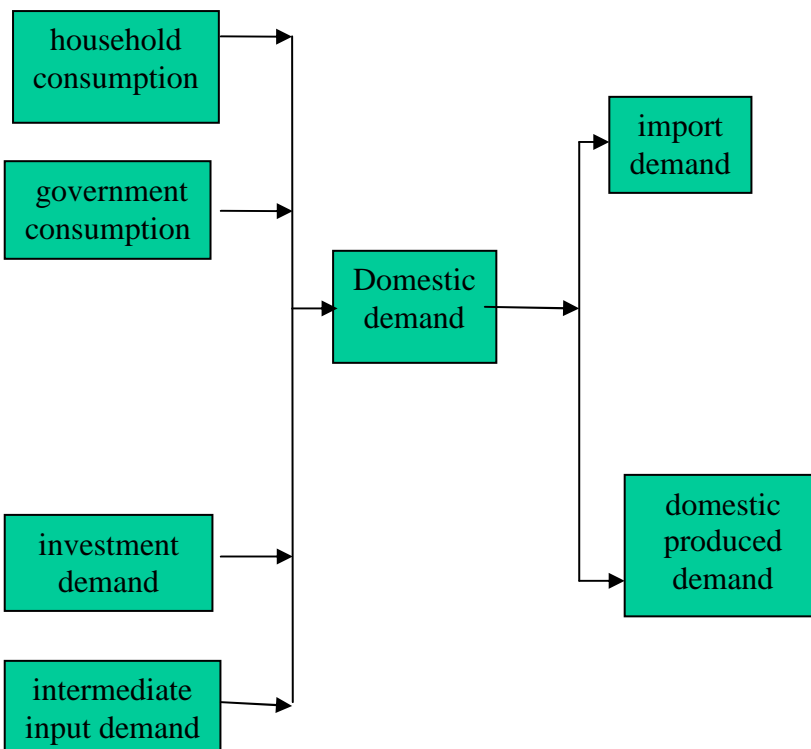 household
consumption
government
consumption
investment
demand
intermediate
input demand
Domestic
demand
import
demand
domestic
produced
demand